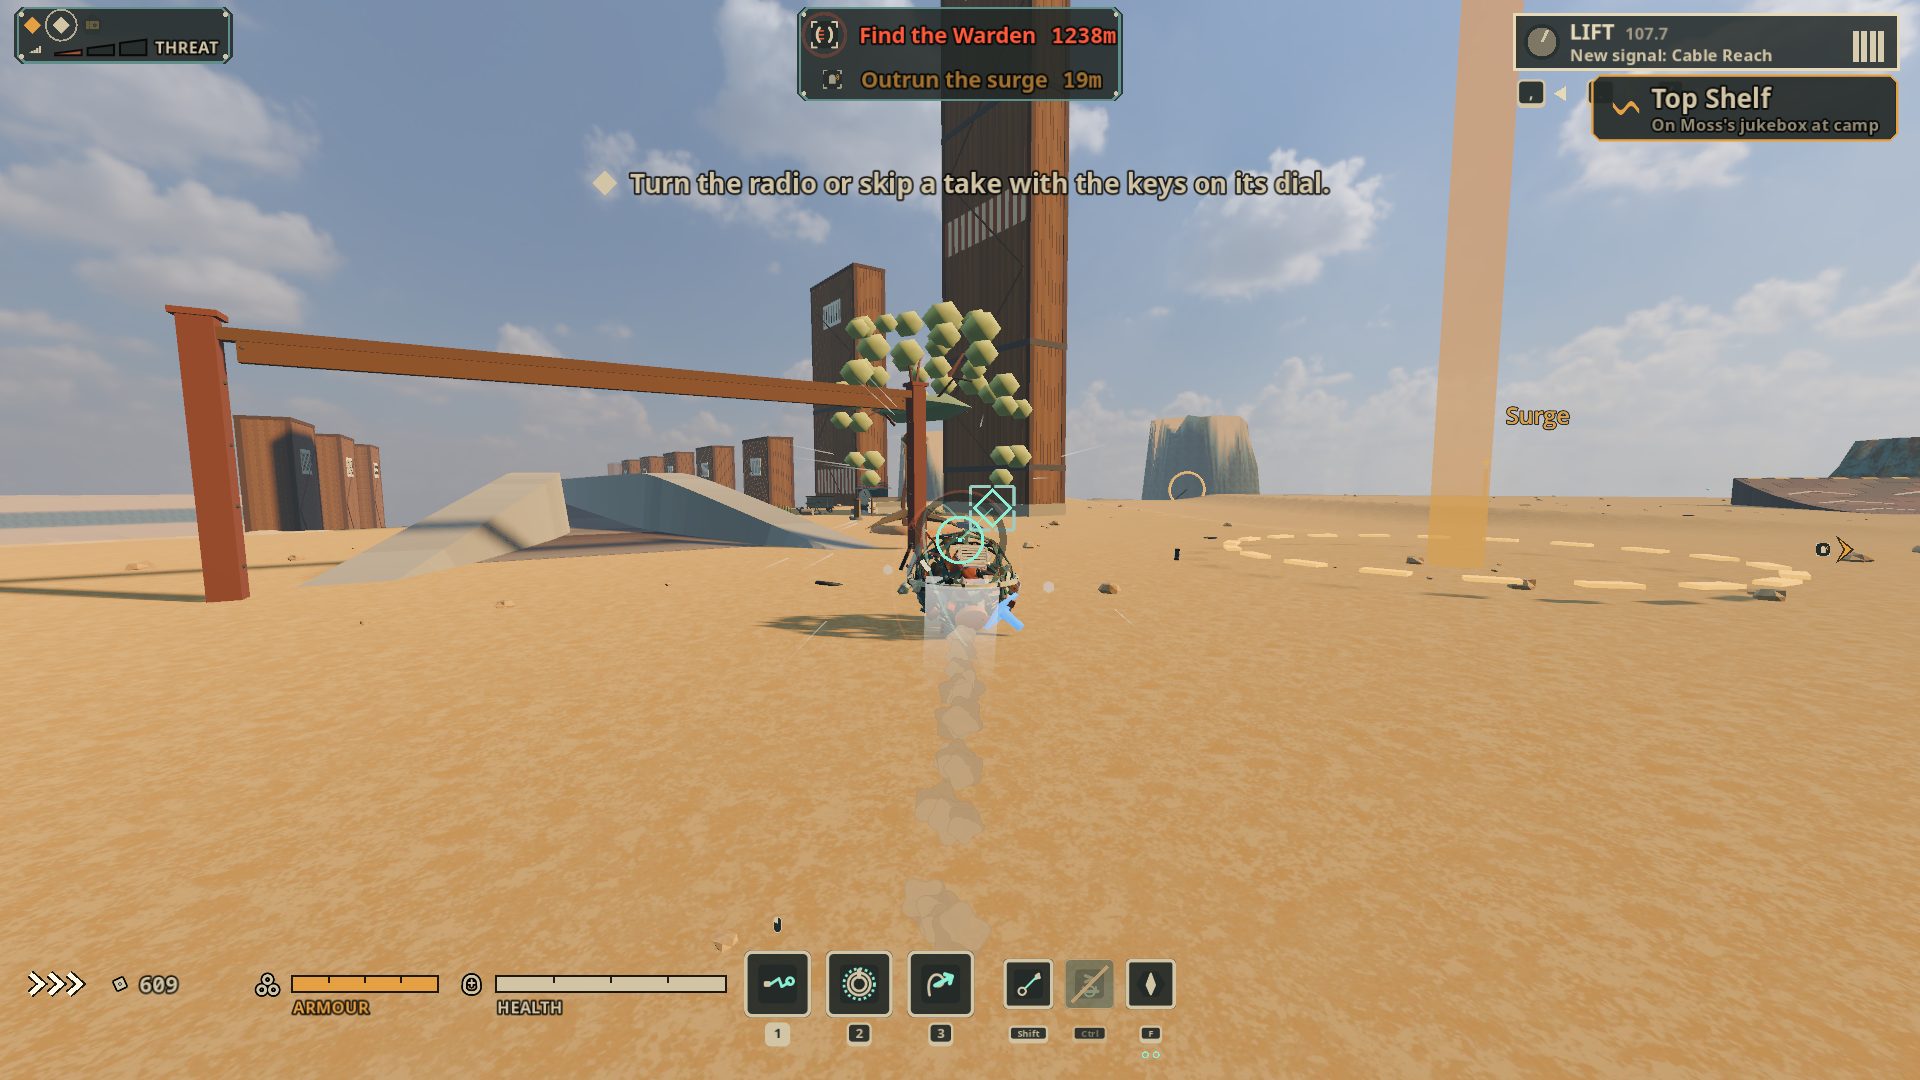 THREAT
Find the Warden 1238m
Outrun the surge 19m
LIFT 107.7
New signal: Cable Reach
,
Top Shelf
On Moss's jukebox at camp
Turn the radio or skip a take with the keys on its dial.
Surge
609
ARMOUR
HEALTH
1
2
3
Shift
Ctrl
F